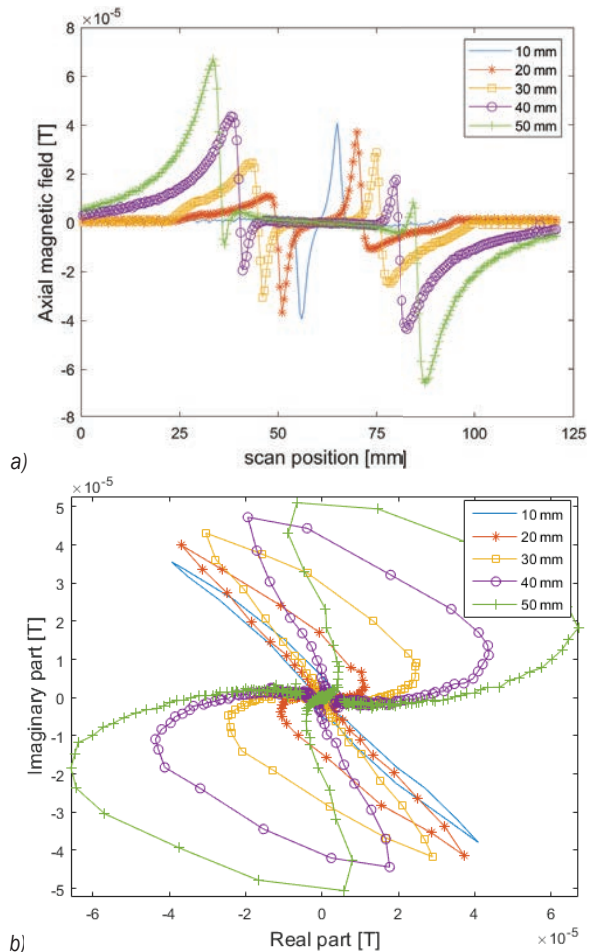 ×10⁻⁵
8
6
4
2
0
-2
-4
-6
-8
Axial magnetic field [T]
10 mm
20 mm
30 mm
40 mm
50 mm
0
25
50
75
100
125
scan position [mm]
a)
×10⁻⁵
5
4
3
2
1
0
-1
-2
-3
-4
-5
Imaginary part [T]
10 mm
20 mm
30 mm
40 mm
50 mm
-6
-4
-2
0
2
4
6
×10⁻⁵
Real part [T]
b)